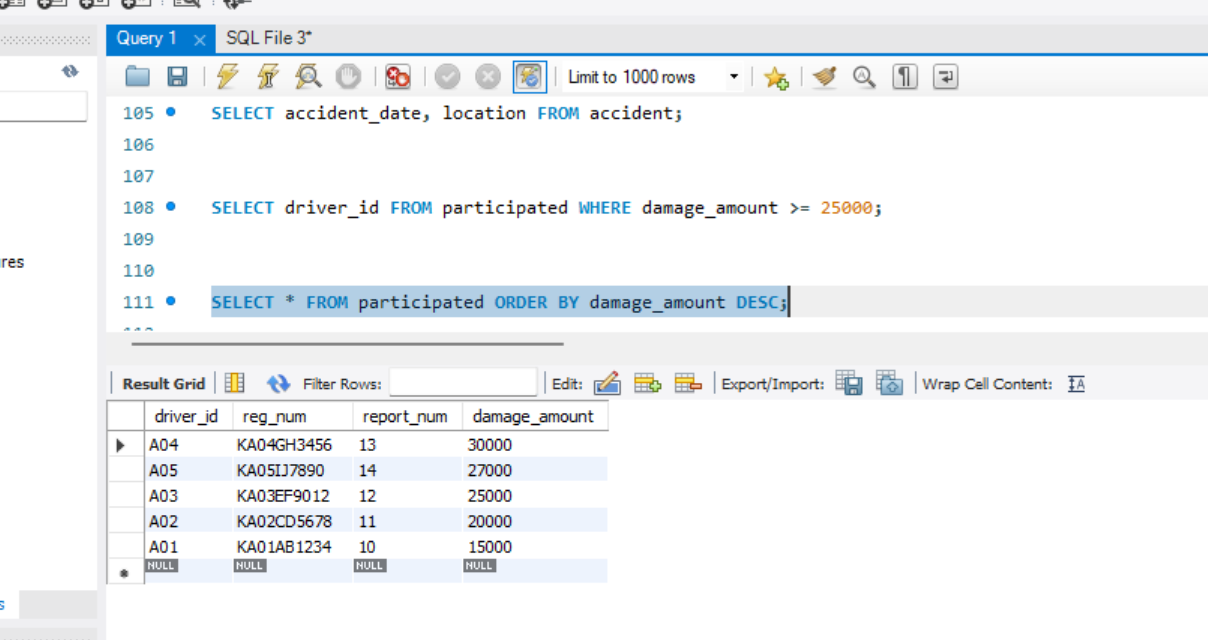 Query 1 × SQL File 3*
Limit to 1000 rows
105 SELECT accident_date, location FROM accident;
106
107
108 SELECT driver_id FROM participated WHERE damage_amount >= 25000;
109
ures
110
111 SELECT * FROM participated ORDER BY damage_amount DESC;
Result Grid Filter Rows: Edit: Export/Import: Wrap Cell Content: IA
driver_id reg_num report_num damage_amount
A04 KA04GH3456 13 30000
A05 KA05IJ7890 14 27000
A03 KA03EF9012 12 25000
A02 KA02CD5678 11 20000
A01 KA01AB1234 10 15000
NULL NULL NULL NULL
s